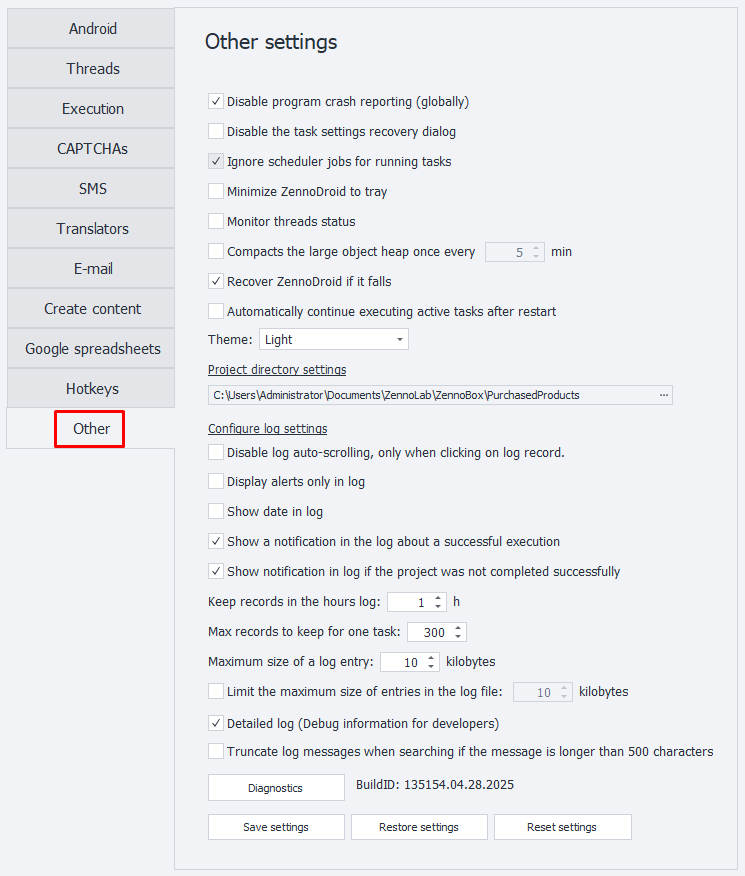 Android
Threads
Execution
CAPTCHAs
SMS
Translators
E-mail
Create content
Google spreadsheets
Hotkeys
Other
Other settings
Disable program crash reporting (globally)
Disable the task settings recovery dialog
Ignore scheduler jobs for running tasks
Minimize ZennoDroid to tray
Monitor threads status
Compacts the large object heap once every 5 min
Recover ZennoDroid if it falls
Automatically continue executing active tasks after restart
Theme: Light
Project directory settings
C:\Users\Administrator\Documents\ZennoLab\ZennoBox\PurchasedProducts ...
Configure log settings
Disable log auto-scrolling, only when clicking on log record.
Display alerts only in log
Show date in log
Show a notification in the log about a successful execution
Show notification in log if the project was not completed successfully
Keep records in the hours log: 1 h
Max records to keep for one task: 300
Maximum size of a log entry: 10 kilobytes
Limit the maximum size of entries in the log file: 10 kilobytes
Detailed log (Debug information for developers)
Truncate log messages when searching if the message is longer than 500 characters
Diagnostics BuildID: 135154.04.28.2025
Save settings Restore settings Reset settings